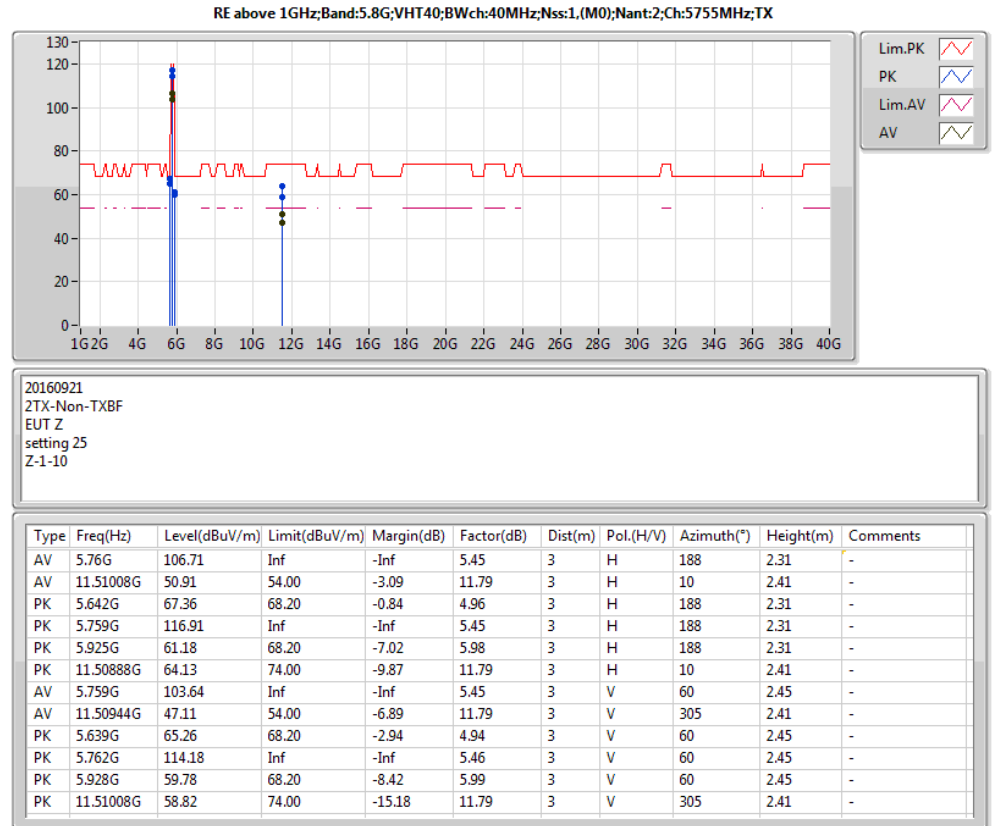 RE above 1GHz;Band:5.8G;VHT40;BWch:40MHz;Nss:1,(M0);Nant:2;Ch:5755MHz;TX
130
120
100
80
60
40
20
0
1G 2G 4G 6G 8G 10G 12G 14G 16G 18G 20G 22G 24G 26G 28G 30G 32G 34G 36G 38G 40G
Lim.PK
PK
Lim.AV
AV
20160921
2TX-Non-TXBF
EUT Z
setting 25
Z-1-10
Type Freq(Hz) Level(dBuV/m) Limit(dBuV/m) Margin(dB) Factor(dB) Dist(m) Pol.(H/V) Azimuth(°) Height(m) Comments
AV 5.76G 106.71 Inf -Inf 5.45 3 H 188 2.31 -
AV 11.51008G 50.91 54.00 -3.09 11.79 3 H 10 2.41 -
PK 5.642G 67.36 68.20 -0.84 4.96 3 H 188 2.31 -
PK 5.759G 116.91 Inf -Inf 5.45 3 H 188 2.31 -
PK 5.925G 61.18 68.20 -7.02 5.98 3 H 188 2.31 -
PK 11.50888G 64.13 74.00 -9.87 11.79 3 H 10 2.41 -
AV 5.759G 103.64 Inf -Inf 5.45 3 V 60 2.45 -
AV 11.50944G 47.11 54.00 -6.89 11.79 3 V 305 2.41 -
PK 5.639G 65.26 68.20 -2.94 4.94 3 V 60 2.45 -
PK 5.762G 114.18 Inf -Inf 5.46 3 V 60 2.45 -
PK 5.928G 59.78 68.20 -8.42 5.99 3 V 60 2.45 -
PK 11.51008G 58.82 74.00 -15.18 11.79 3 V 305 2.41 -